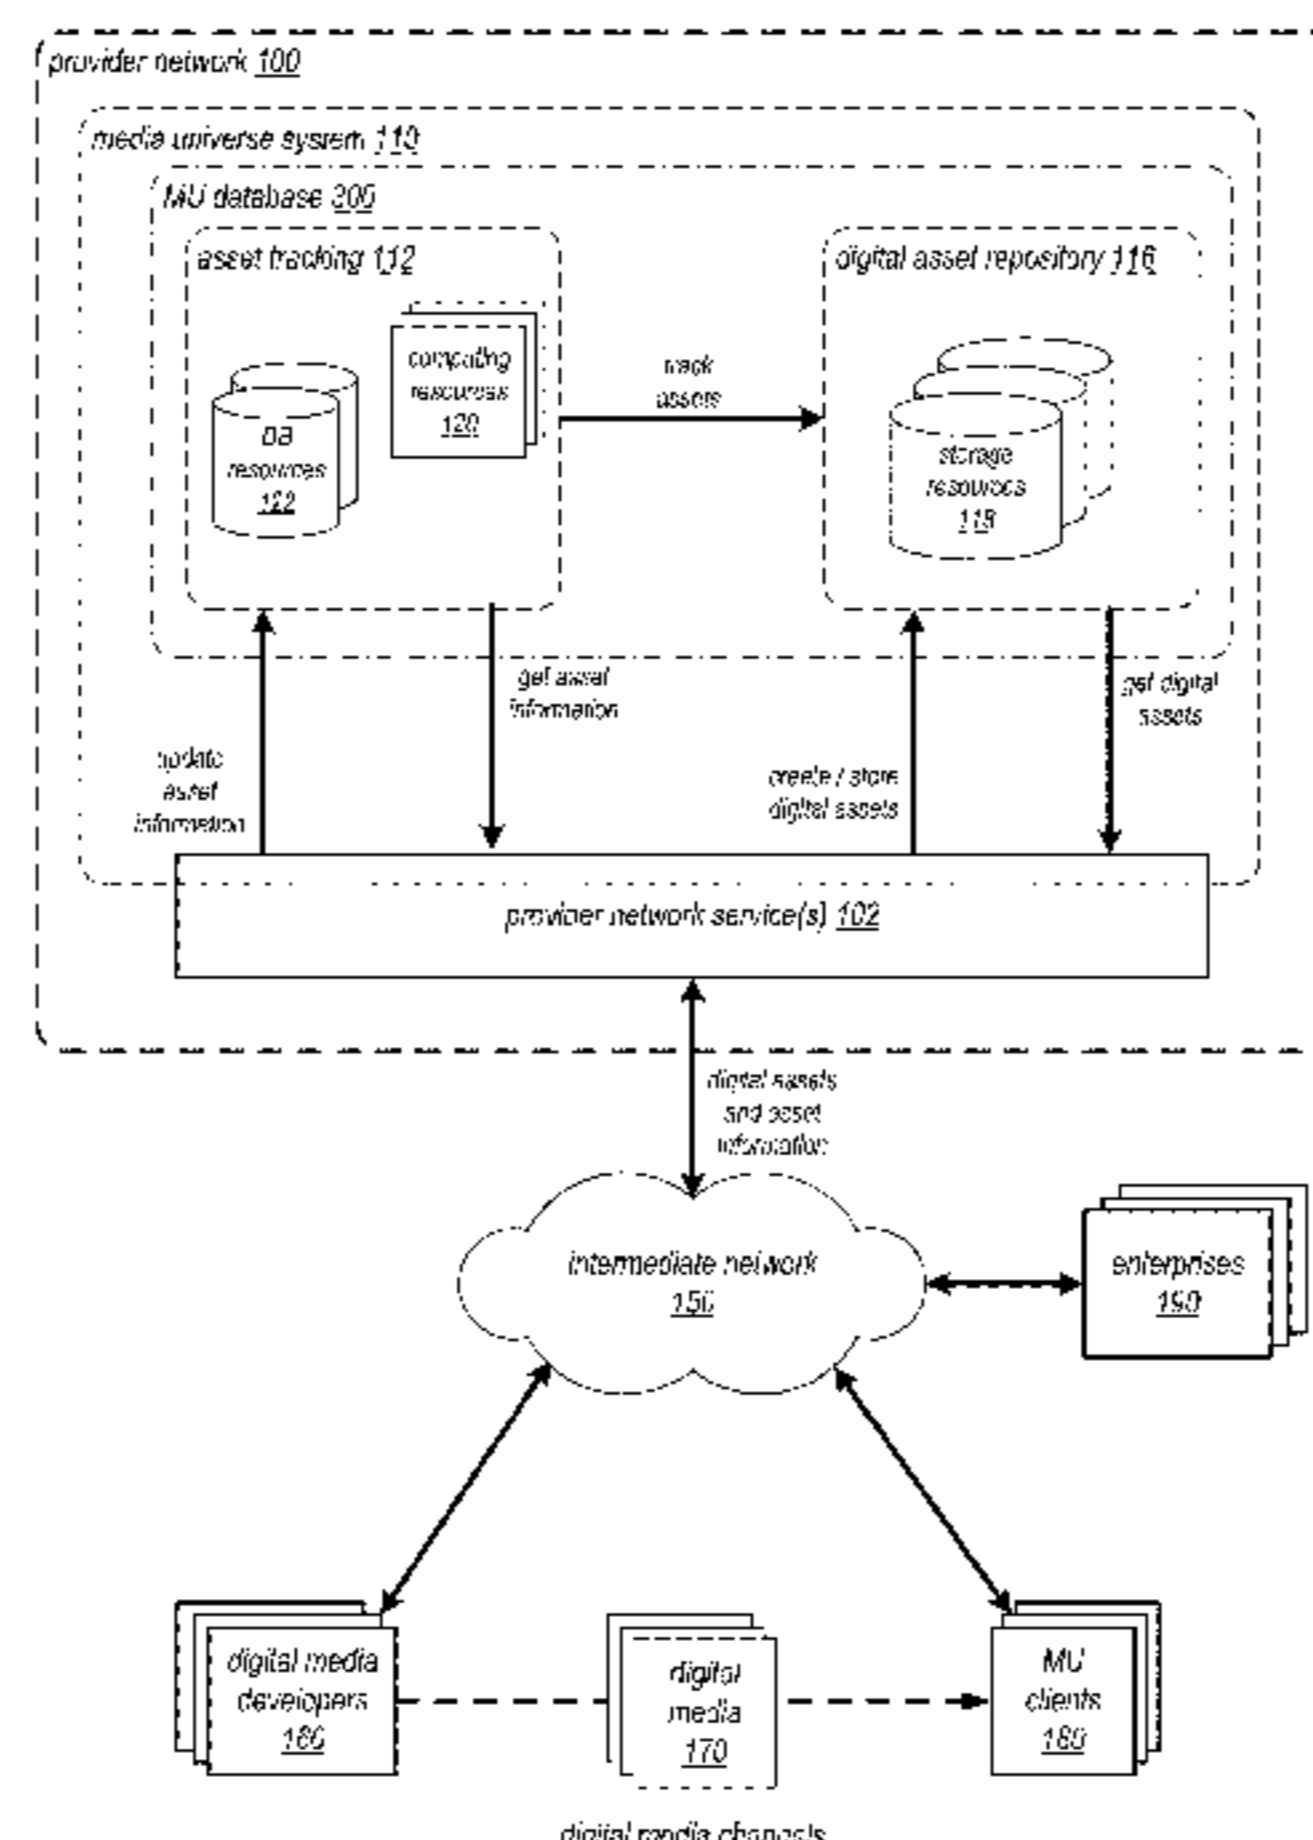 provider network 100
media universe system 110
MU database 300
asset tracking 112
digital asset repository 116
computing
resources
120
DB
resources
122
track
assets
storage
resources
118
get asset
information
get digital
assets
update
asset
information
create / store
digital assets
provider network service(s) 102
digital assets
and asset
information
intermediate network
150
enterprises
190
digital media
developers
160
digital
media
170
MU
clients
180
digital media channels